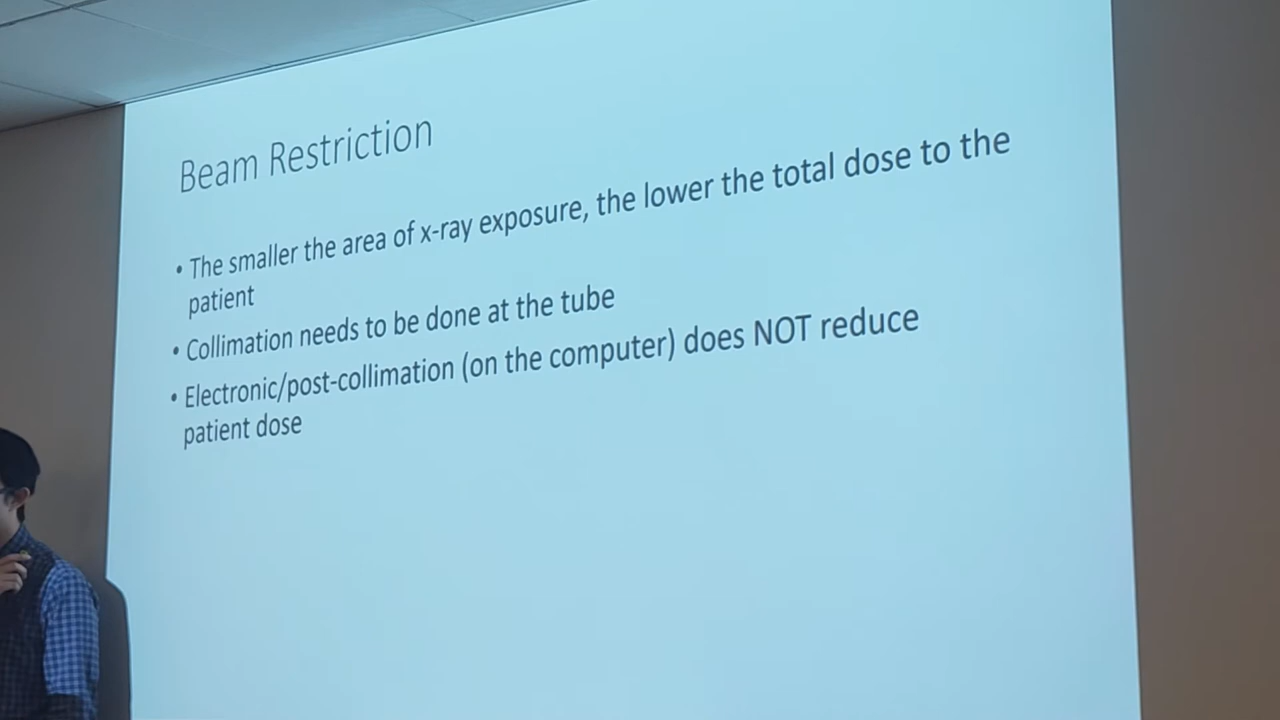 Beam Restriction
• The smaller the area of x-ray exposure, the lower the total dose to the
patient
• Collimation needs to be done at the tube
• Electronic/post-collimation (on the computer) does NOT reduce
patient dose